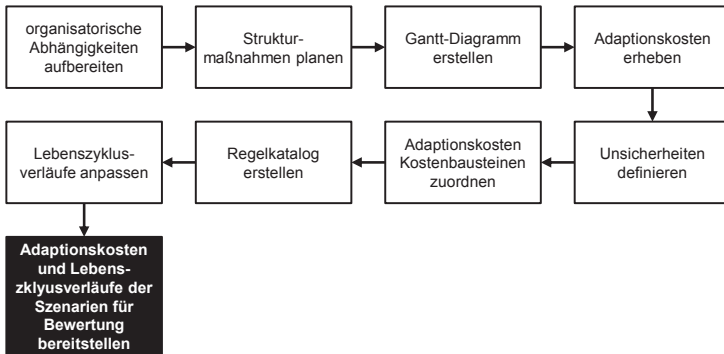 organisatorische
Abhängigkeiten
aufbereiten
Struktur-
maßnahmen planen
Gantt-Diagramm
erstellen
Adaptionskosten
erheben
Unsicherheiten
definieren
Adaptionskosten
Kostenbausteinen
zuordnen
Regelkatalog
erstellen
Lebenszyklus-
verläufe anpassen
Adaptionskosten
und Lebens-
zklyusverläufe der
Szenarien für
Bewertung
bereitstellen